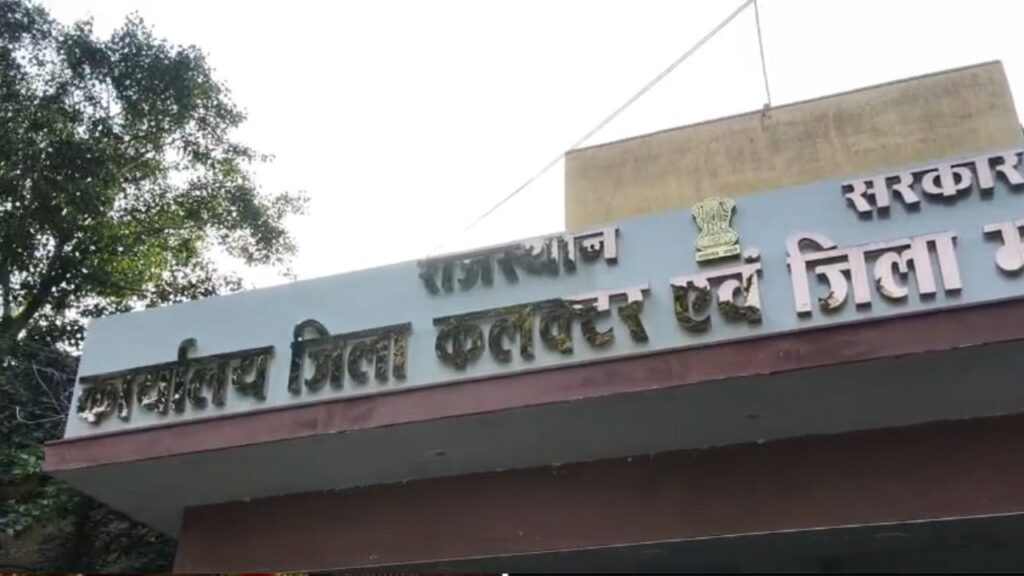 राजस्थान सरकार
कार्यालय जिला कलक्टर एवं जिला